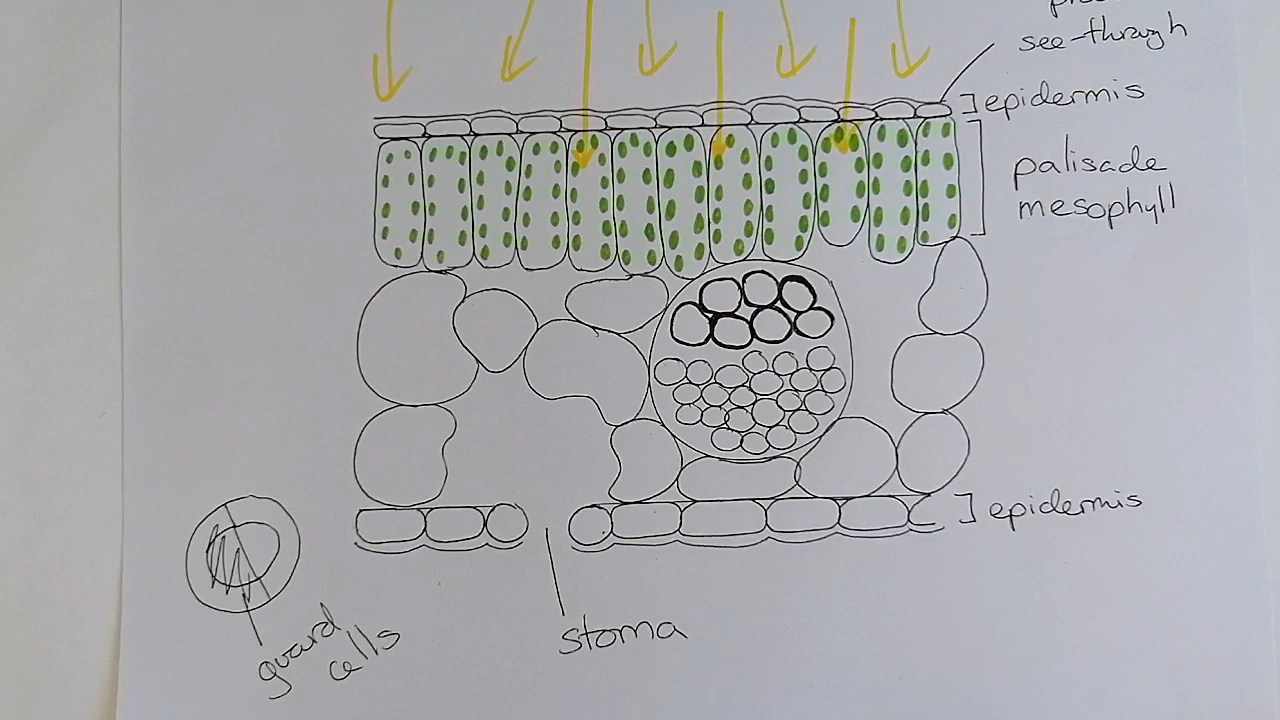 see-through
epidermis
palisade
mesophyll
epidermis
stoma
guard
cells